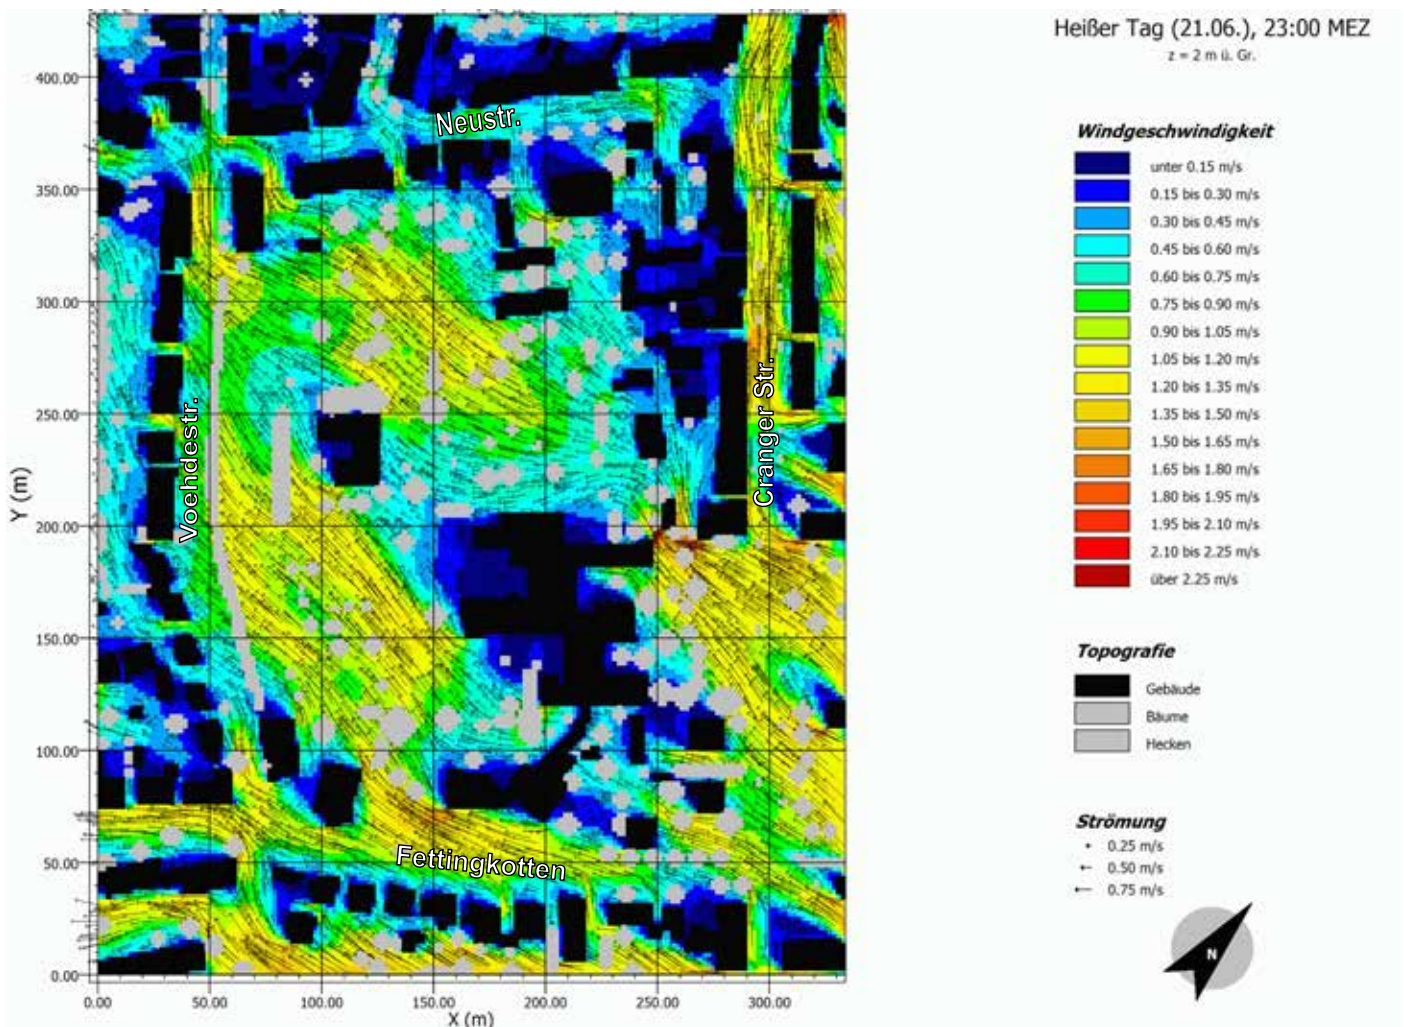 Heißer Tag (21.06.), 23:00 MEZ
z = 2 m ü. Gr.
Windgeschwindigkeit
unter 0.15 m/s
0.15 bis 0.30 m/s
0.30 bis 0.45 m/s
0.45 bis 0.60 m/s
0.60 bis 0.75 m/s
0.75 bis 0.90 m/s
0.90 bis 1.05 m/s
1.05 bis 1.20 m/s
1.20 bis 1.35 m/s
1.35 bis 1.50 m/s
1.50 bis 1.65 m/s
1.65 bis 1.80 m/s
1.80 bis 1.95 m/s
1.95 bis 2.10 m/s
2.10 bis 2.25 m/s
über 2.25 m/s
Topografie
Gebäude
Bäume
Hecken
Strömung
0.25 m/s
0.50 m/s
0.75 m/s
N
Neustr.
Voehdestr.
Cranger Str.
Fettingkotten
Y (m)
400.00
350.00
300.00
250.00
200.00
150.00
100.00
50.00
0.00
0.00 50.00 100.00 150.00 200.00 250.00 300.00
X (m)